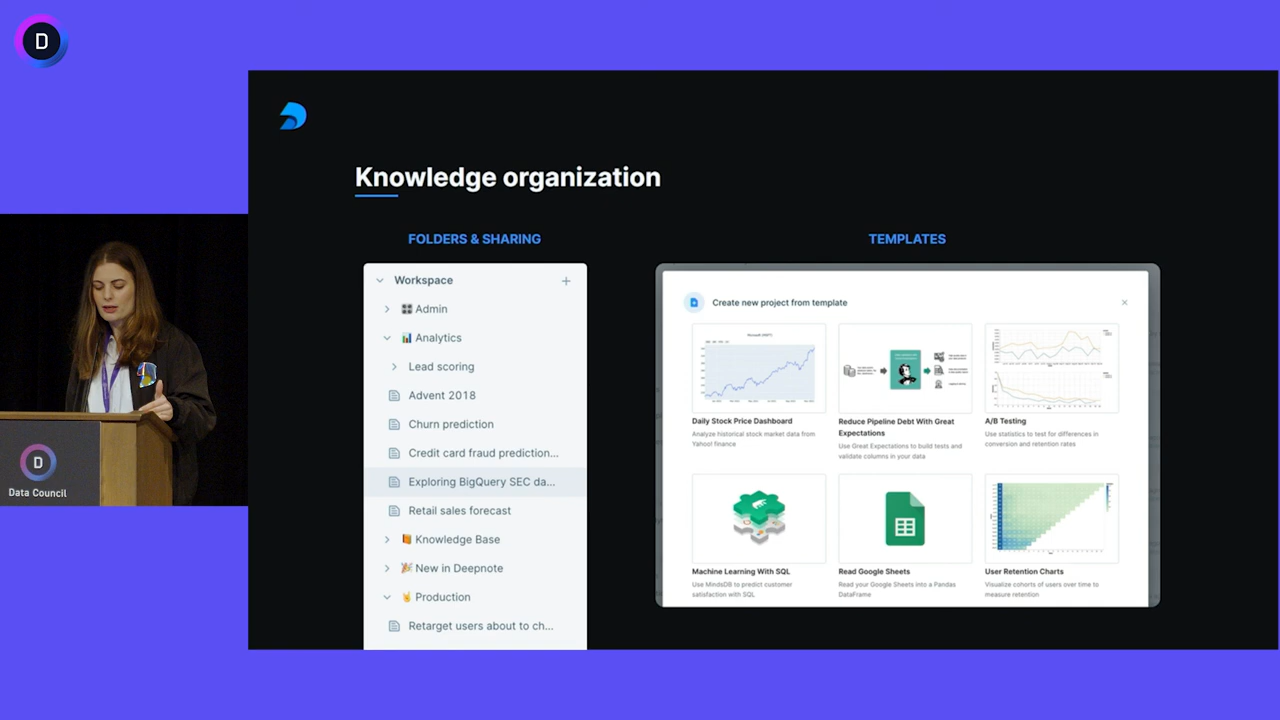 D
Knowledge organization
FOLDERS & SHARING
TEMPLATES
Workspace
Admin
Analytics
Lead scoring
Advent 2018
Churn prediction
Credit card fraud prediction...
Exploring BigQuery SEC da...
Retail sales forecast
Knowledge Base
New in Deepnote
Production
Retarget users about to ch...
Create new project from template
Daily Stock Price Dashboard
Analyze historical stock market data from
Yahoo! finance
Reduce Pipeline Debt With Great
Expectations
Use Great Expectations to build tests and
validate columns in your data
A/B Testing
Use statistics to test for differences in
conversion and retention rates
Machine Learning With SQL
Use MindsDB to predict customer
satisfaction with SQL
Read Google Sheets
Read your Google Sheets into a Pandas
DataFrame
User Retention Charts
Visualize cohorts of users over time to
measure retention
D
Data Council